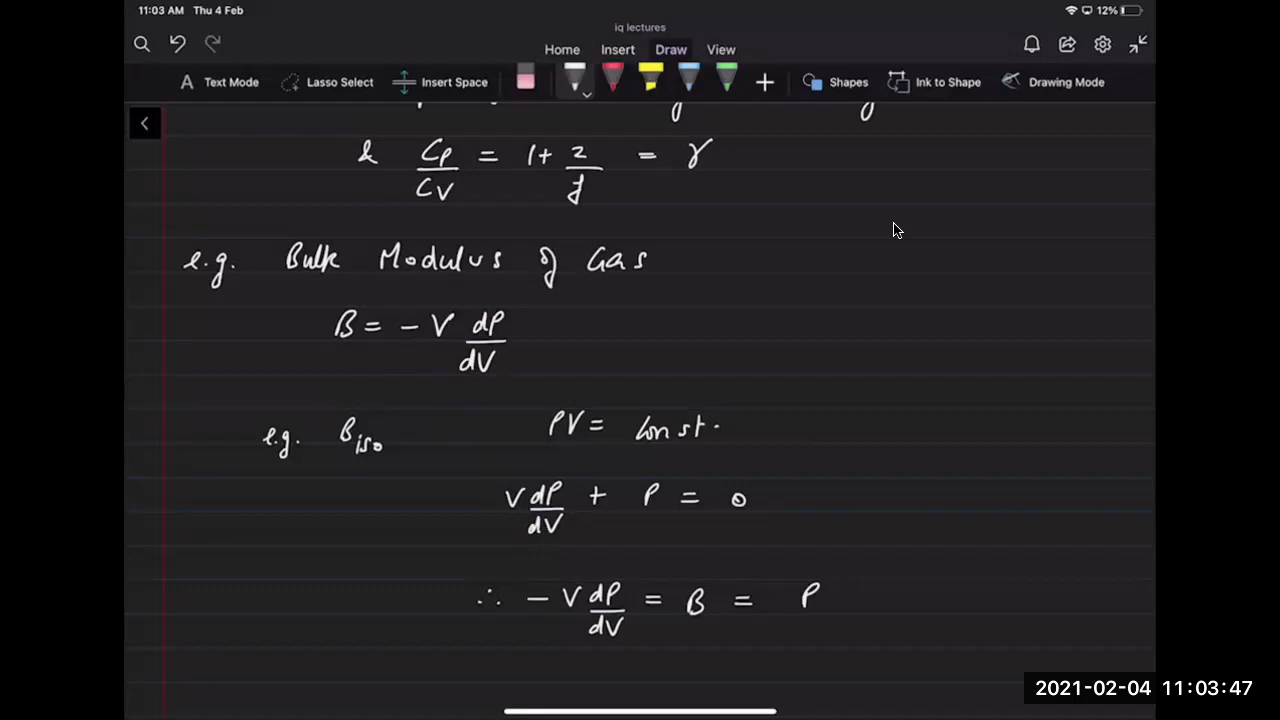 11:03 AM Thu 4 Feb 12%
iq lectures
Home Insert Draw View
Text Mode Lasso Select Insert Space Shapes Ink to Shape Drawing Mode
& Cp/Cv = 1 + 2/f = γ
e.g. Bulk Modulus of Gas
B = - V dP/dV
e.g. Biso PV = const.
V dP/dV + P = 0
∴ - V dP/dV = B = P
2021-02-04 11:03:47